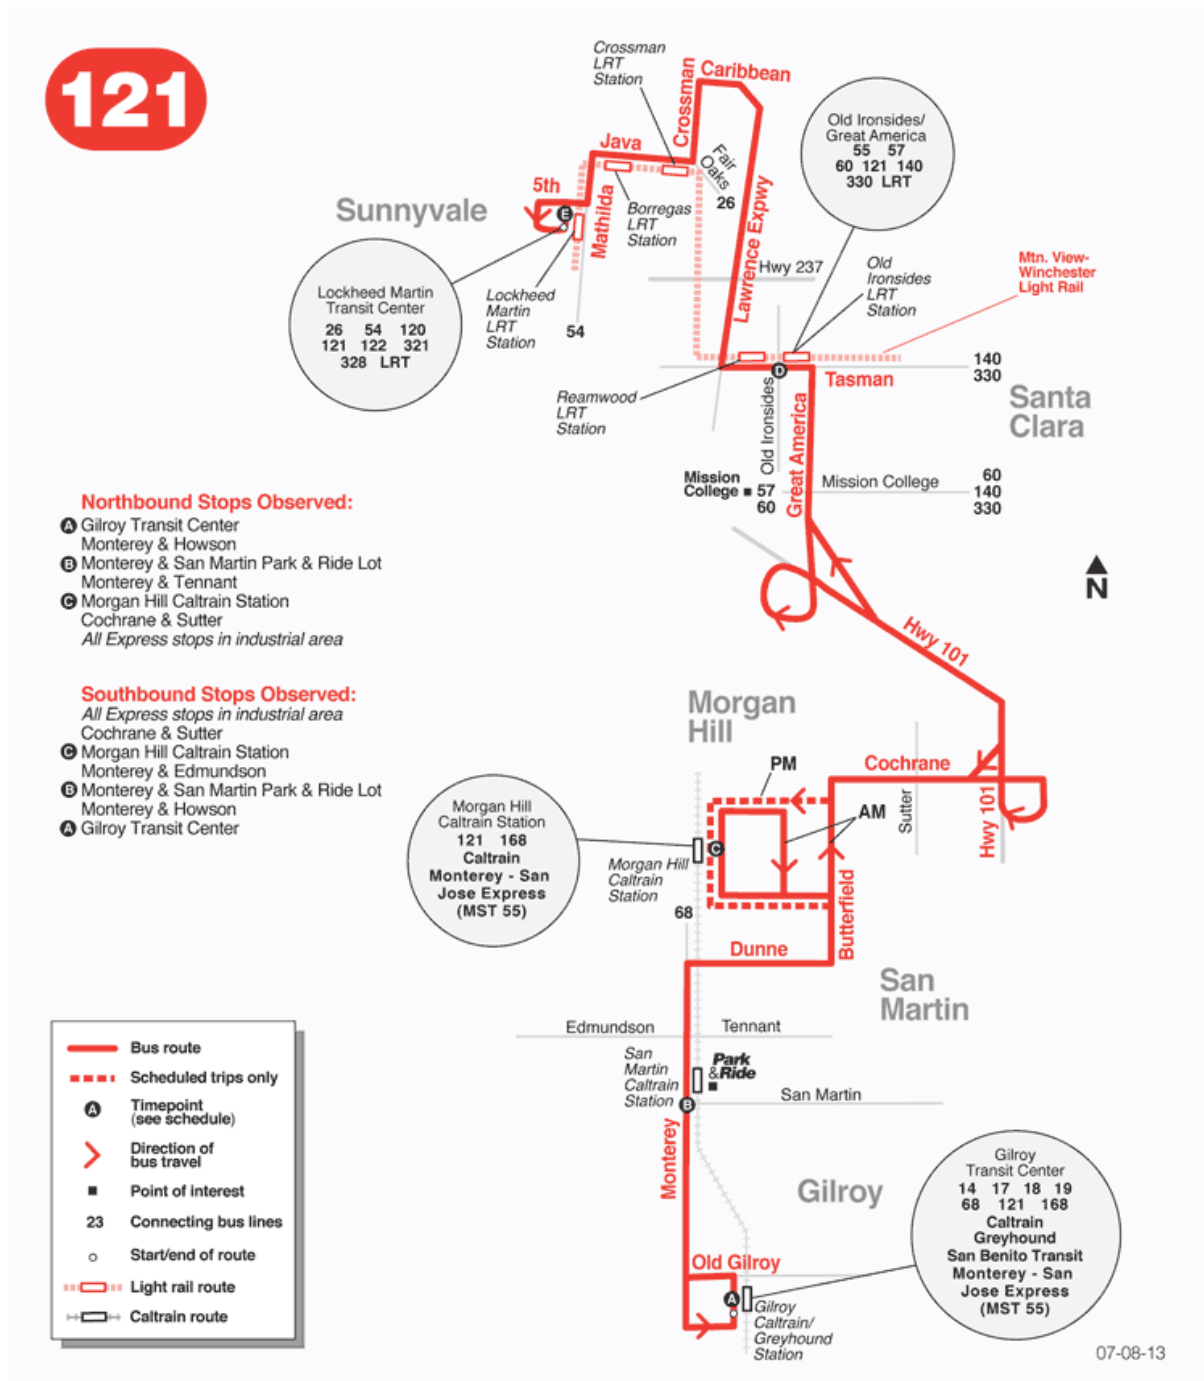 121
Crossman
LRT
Station
Crossman
Caribbean
Java
Fair
Oaks
26
5th
Sunnyvale
E
Mathilda
Borregas
LRT
Station
Lawrence Expwy
Hwy 237
Old Ironsides/
Great America
55 57
60 121 140
330 LRT
Old
Ironsides
LRT
Station
Mtn. View-
Winchester
Light Rail
Lockheed Martin
Transit Center
26 54 120
121 122 321
328 LRT
Lockheed
Martin
LRT
Station
54
Reamwood
LRT
Station
D
Tasman
140
330
Santa
Clara
Old Ironsides
Great America
Mission
College
57
60
Mission College
60
140
330
Northbound Stops Observed:
A Gilroy Transit Center
Monterey & Howson
B Monterey & San Martin Park & Ride Lot
Monterey & Tennant
C Morgan Hill Caltrain Station
Cochrane & Sutter
All Express stops in industrial area
Southbound Stops Observed:
All Express stops in industrial area
Cochrane & Sutter
C Morgan Hill Caltrain Station
Monterey & Edmundson
B Monterey & San Martin Park & Ride Lot
Monterey & Howson
A Gilroy Transit Center
N
Hwy 101
Morgan
Hill
PM
Cochrane
AM
Sutter
Hwy 101
Morgan Hill
Caltrain Station
121 168
Caltrain
Monterey - San
Jose Express
(MST 55)
C
Morgan Hill
Caltrain
Station
68
Butterfield
Dunne
San
Martin
Edmundson
Tennant
San
Martin
Caltrain
Station
Park
&Ride
B
San Martin
Monterey
Gilroy
Gilroy
Transit Center
14 17 18 19
68 121 168
Caltrain
Greyhound
San Benito Transit
Monterey - San
Jose Express
(MST 55)
Old Gilroy
A
Gilroy
Caltrain/
Greyhound
Station
Bus route
Scheduled trips only
A Timepoint
(see schedule)
Direction of
bus travel
Point of interest
23 Connecting bus lines
Start/end of route
Light rail route
Caltrain route
07-08-13